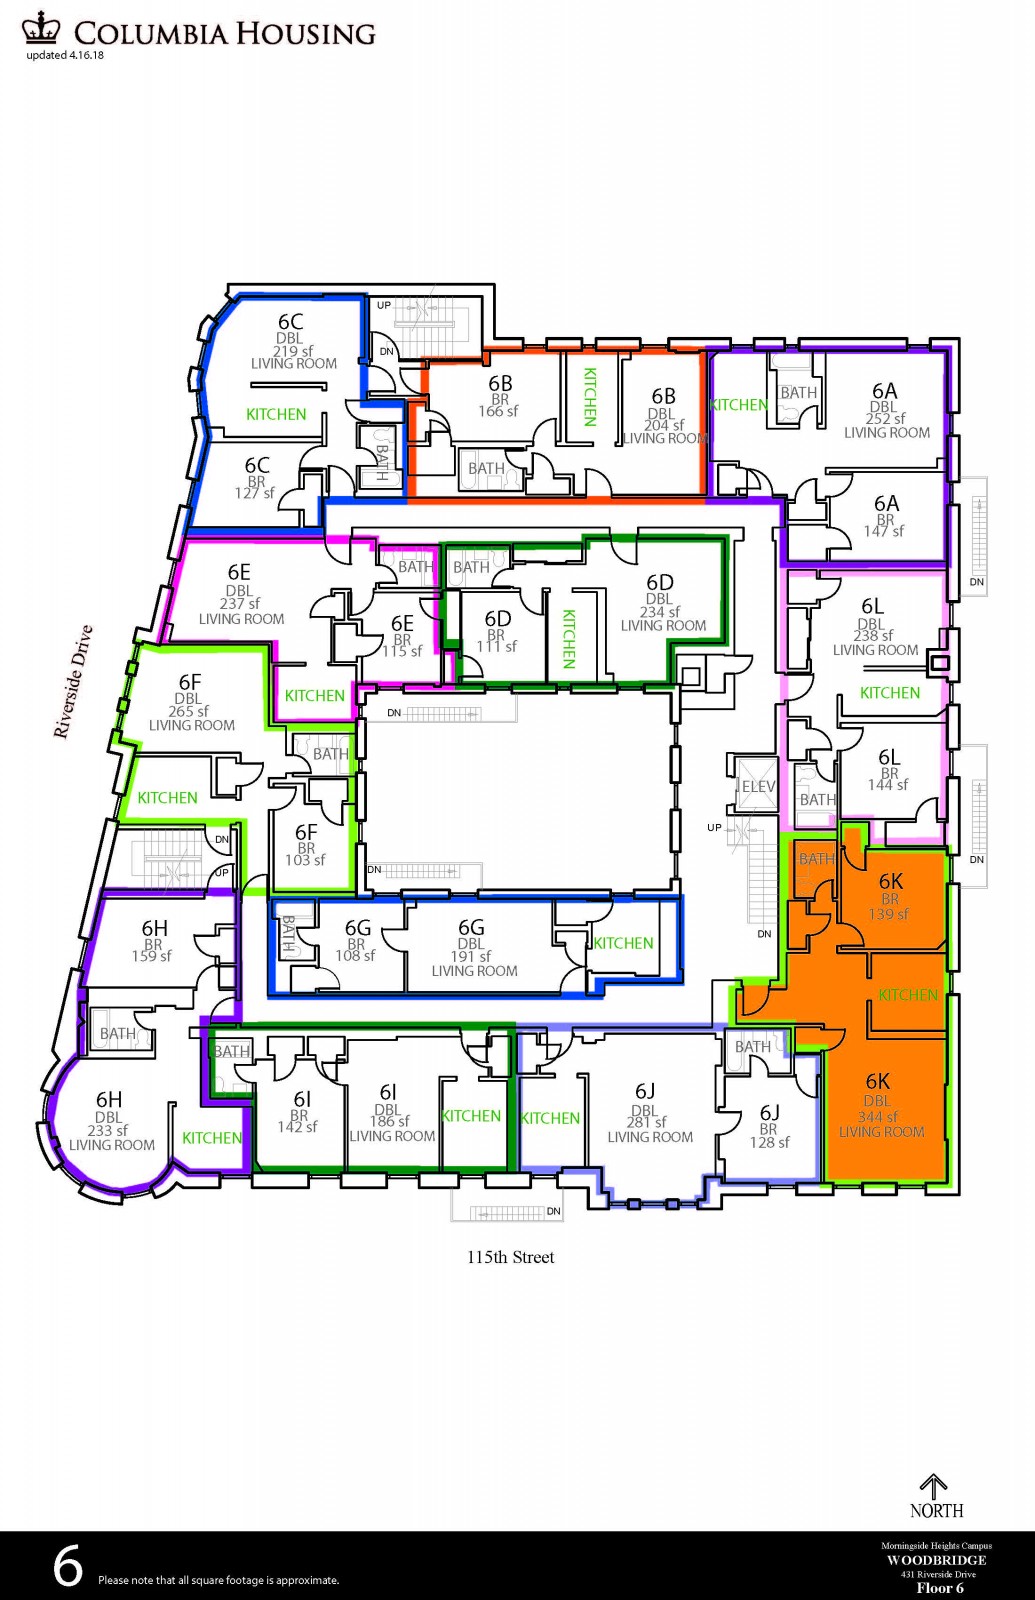 COLUMBIA HOUSING
updated 4.16.18
UP
DN
6C
DBL
219 sf
LIVING ROOM
KITCHEN
6C
BR
127 sf
BATH
6B
BR
166 sf
KITCHEN
6B
DBL
204 sf
LIVING ROOM
BATH
KITCHEN
BATH
6A
DBL
252 sf
LIVING ROOM
6A
BR
147 sf
DN
6E
DBL
237 sf
LIVING ROOM
BATH
6E
BR
115 sf
KITCHEN
BATH
6D
BR
111 sf
KITCHEN
6D
DBL
234 sf
LIVING ROOM
6L
DBL
238 sf
LIVING ROOM
KITCHEN
6L
BR
144 sf
BATH
Riverside Drive
6F
DBL
265 sf
LIVING ROOM
BATH
KITCHEN
6F
BR
103 sf
DN
DN
ELEV
UP
DN
DN
DN
UP
6H
BR
159 sf
BATH
6H
DBL
233 sf
LIVING ROOM
KITCHEN
BATH
6G
BR
108 sf
6G
DBL
191 sf
LIVING ROOM
KITCHEN
BATH
6K
BR
139 sf
KITCHEN
6K
DBL
344 sf
LIVING ROOM
BATH
6I
BR
142 sf
6I
DBL
186 sf
LIVING ROOM
KITCHEN
KITCHEN
6J
DBL
281 sf
LIVING ROOM
BATH
6J
BR
128 sf
DN
115th Street
NORTH
6
Please note that all square footage is approximate.
Morningside Heights Campus
WOODBRIDGE
431 Riverside Drive
Floor 6